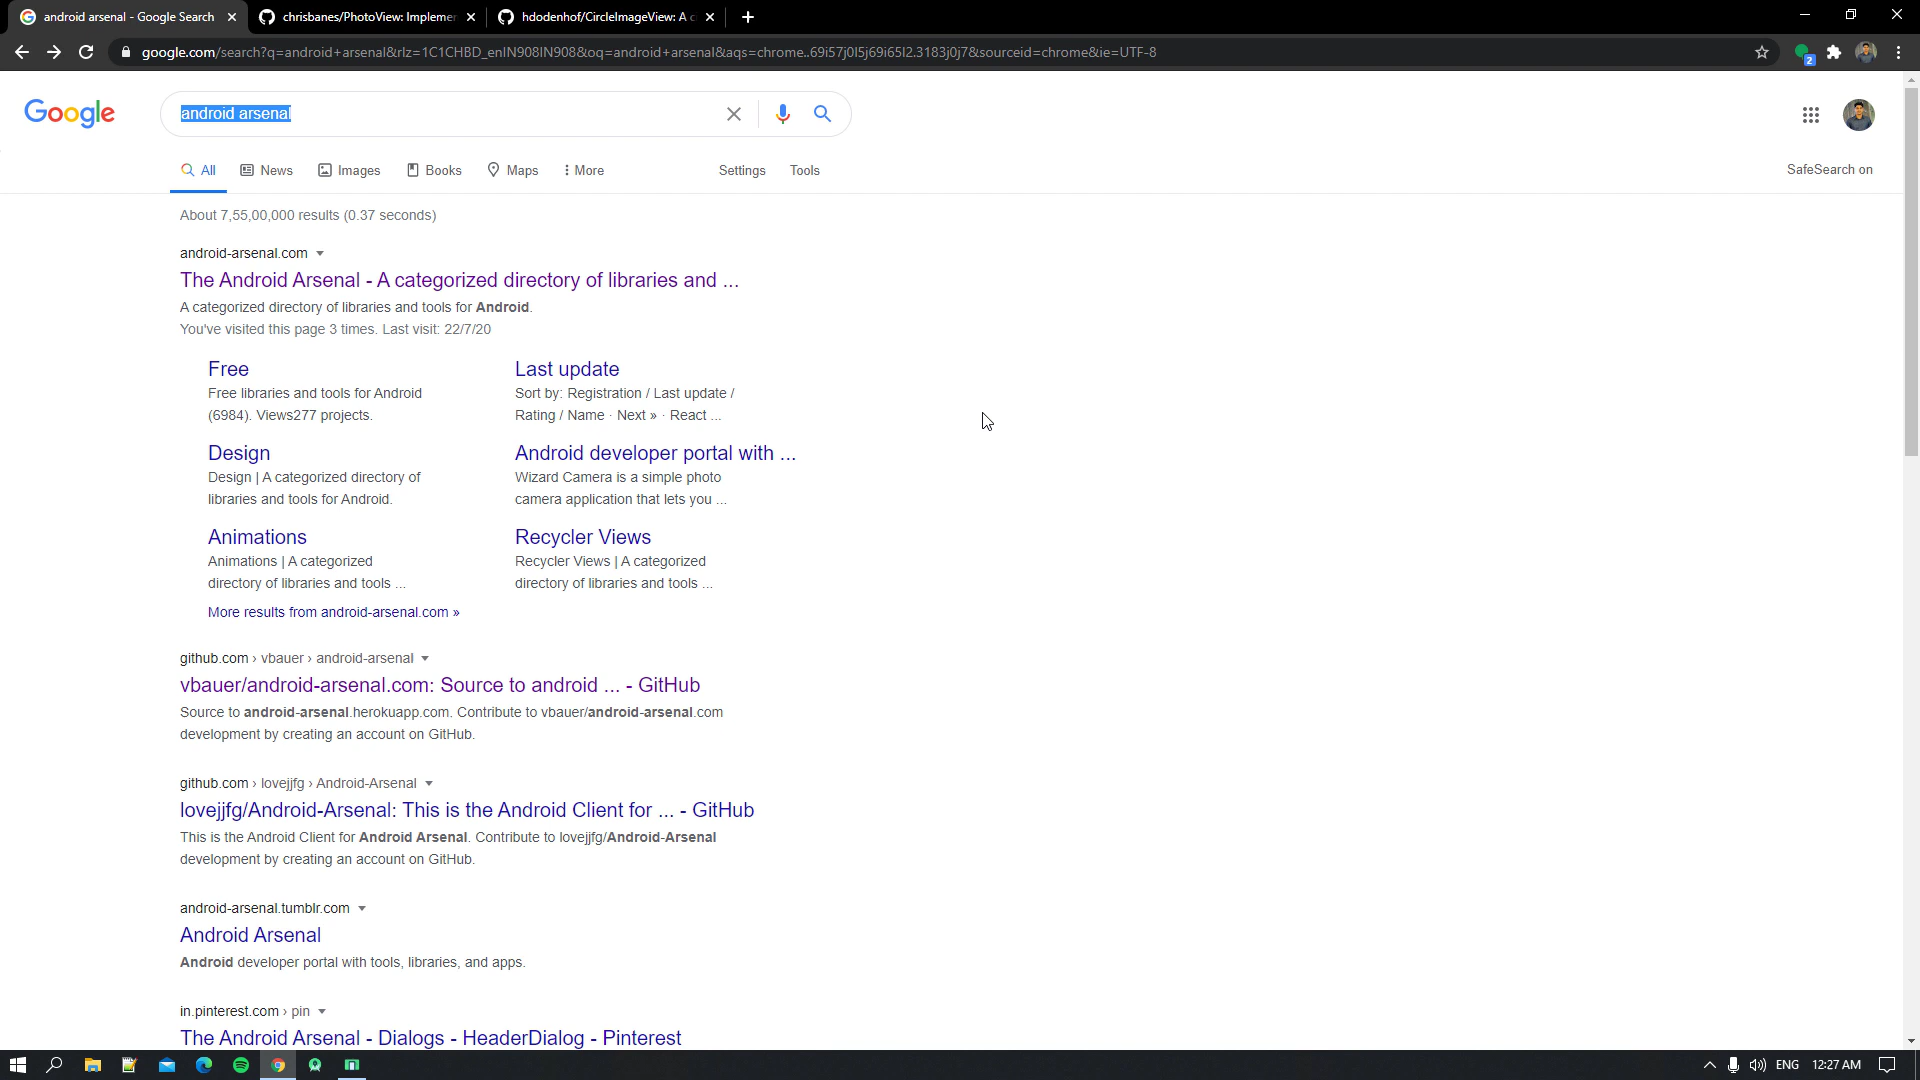 android arsenal - Google Search
chrisbanes/PhotoView: Implemen
hdodenhof/CircleImageView: A c
google.com/search?q=android+arsenal&rlz=1C1CHBD_enIN908IN908&oq=android+arsenal&aqs=chrome..69i57j0l5j69i65l2.3183j0j7&sourceid=chrome&ie=UTF-8
2
Google
android arsenal
All News Images Books Maps More Settings Tools SafeSearch on
About 7,55,00,000 results (0.37 seconds)
android-arsenal.com
The Android Arsenal - A categorized directory of libraries and ...
A categorized directory of libraries and tools for Android.
You've visited this page 3 times. Last visit: 22/7/20
Free
Free libraries and tools for Android
(6984). Views277 projects.
Last update
Sort by: Registration / Last update /
Rating / Name · Next » · React ...
Design
Design | A categorized directory of
libraries and tools for Android.
Android developer portal with ...
Wizard Camera is a simple photo
camera application that lets you ...
Animations
Animations | A categorized
directory of libraries and tools ...
Recycler Views
Recycler Views | A categorized
directory of libraries and tools ...
More results from android-arsenal.com »
github.com › vbauer › android-arsenal
vbauer/android-arsenal.com: Source to android ... - GitHub
Source to android-arsenal.herokuapp.com. Contribute to vbauer/android-arsenal.com
development by creating an account on GitHub.
github.com › lovejjfg › Android-Arsenal
lovejjfg/Android-Arsenal: This is the Android Client for ... - GitHub
This is the Android Client for Android Arsenal. Contribute to lovejjfg/Android-Arsenal
development by creating an account on GitHub.
android-arsenal.tumblr.com
Android Arsenal
Android developer portal with tools, libraries, and apps.
in.pinterest.com › pin
The Android Arsenal - Dialogs - HeaderDialog - Pinterest
ENG 12:27 AM